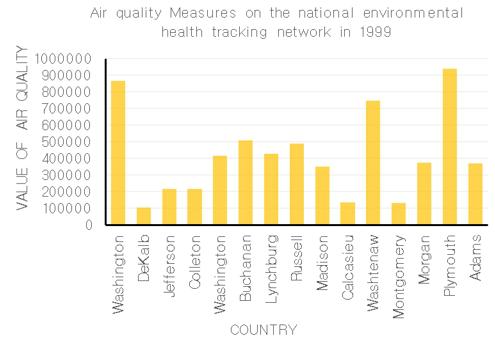 Air quality Measures on the national environmental
health tracking network in 1999
VALUE OF AIR QUALITY
1000000
900000
800000
700000
600000
500000
400000
300000
200000
100000
0
Washington
DeKalb
Jefferson
Colleton
Washington
Buchanan
Lynchburg
Russell
Madison
Calcasieu
Washtenaw
Montgomery
Morgan
Plymouth
Adams
COUNTRY